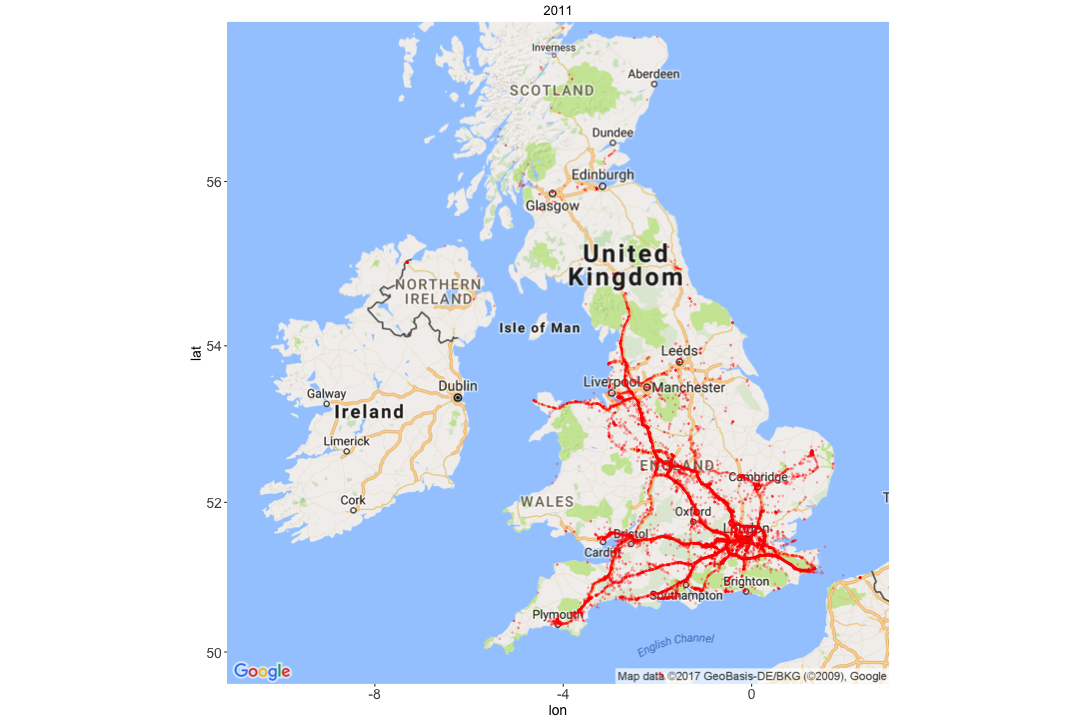 2011
Inverness
Aberdeen
SCOTLAND
Dundee
Edinburgh
Glasgow
56
United
Kingdom
NORTHERN
IRELAND
Isle of Man
lat
54
Leeds
Liverpool
Manchester
Dublin
Galway
Ireland
Limerick
ENGLAND
Cambridge
Cork
WALES
52
T
Oxford
London
Bristol
Cardiff
Brighton
Southampton
Plymouth
English Channel
50
Google
Map data ©2017 GeoBasis-DE/BKG (©2009), Google
-8
-4
0
lon